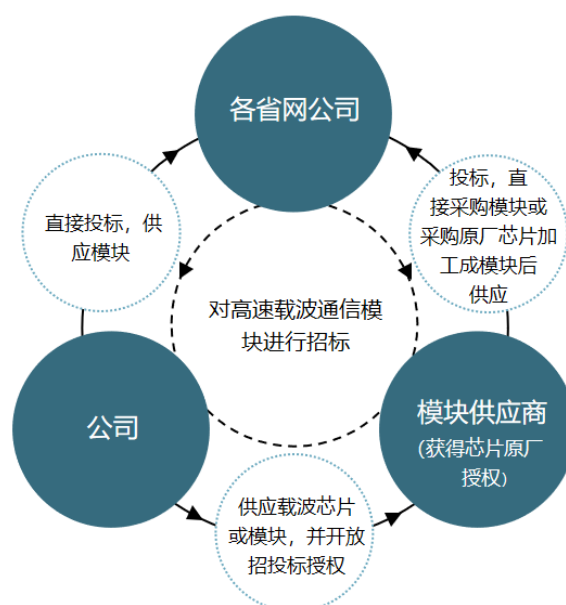 各省网公司
直接投标，供
应模块
投标，直
接采购模块或
采购原厂芯片加
工成模块后
供应
对高速载波通信模
块进行招标
公司
模块供应商
(获得芯片原厂
授权)
供应载波芯片
或模块，并开放
招投标授权